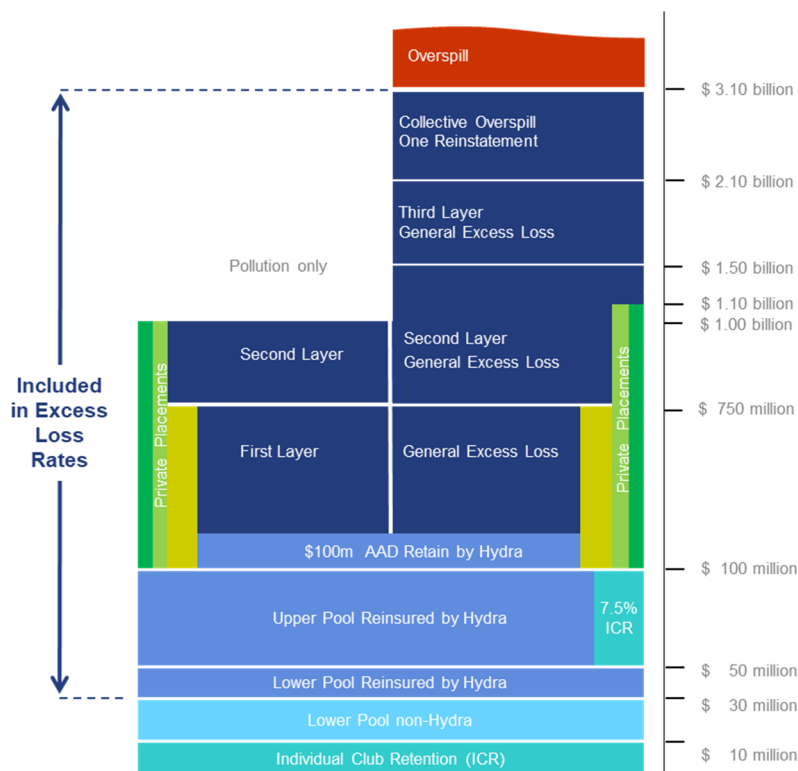 Overspill
$ 3.10 billion
Collective Overspill
One Reinstatement
$ 2.10 billion
Third Layer
General Excess Loss
Pollution only
$ 1.50 billion
$ 1.10 billion
$ 1.00 billion
Second Layer
Second Layer
General Excess Loss
Included
in Excess
Loss
Rates
Private Placements
Private Placements
$ 750 million
First Layer
General Excess Loss
$100m AAD Retain by Hydra
$ 100 million
Upper Pool Reinsured by Hydra
7.5%
ICR
$ 50 million
Lower Pool Reinsured by Hydra
$ 30 million
Lower Pool non-Hydra
Individual Club Retention (ICR)
$ 10 million